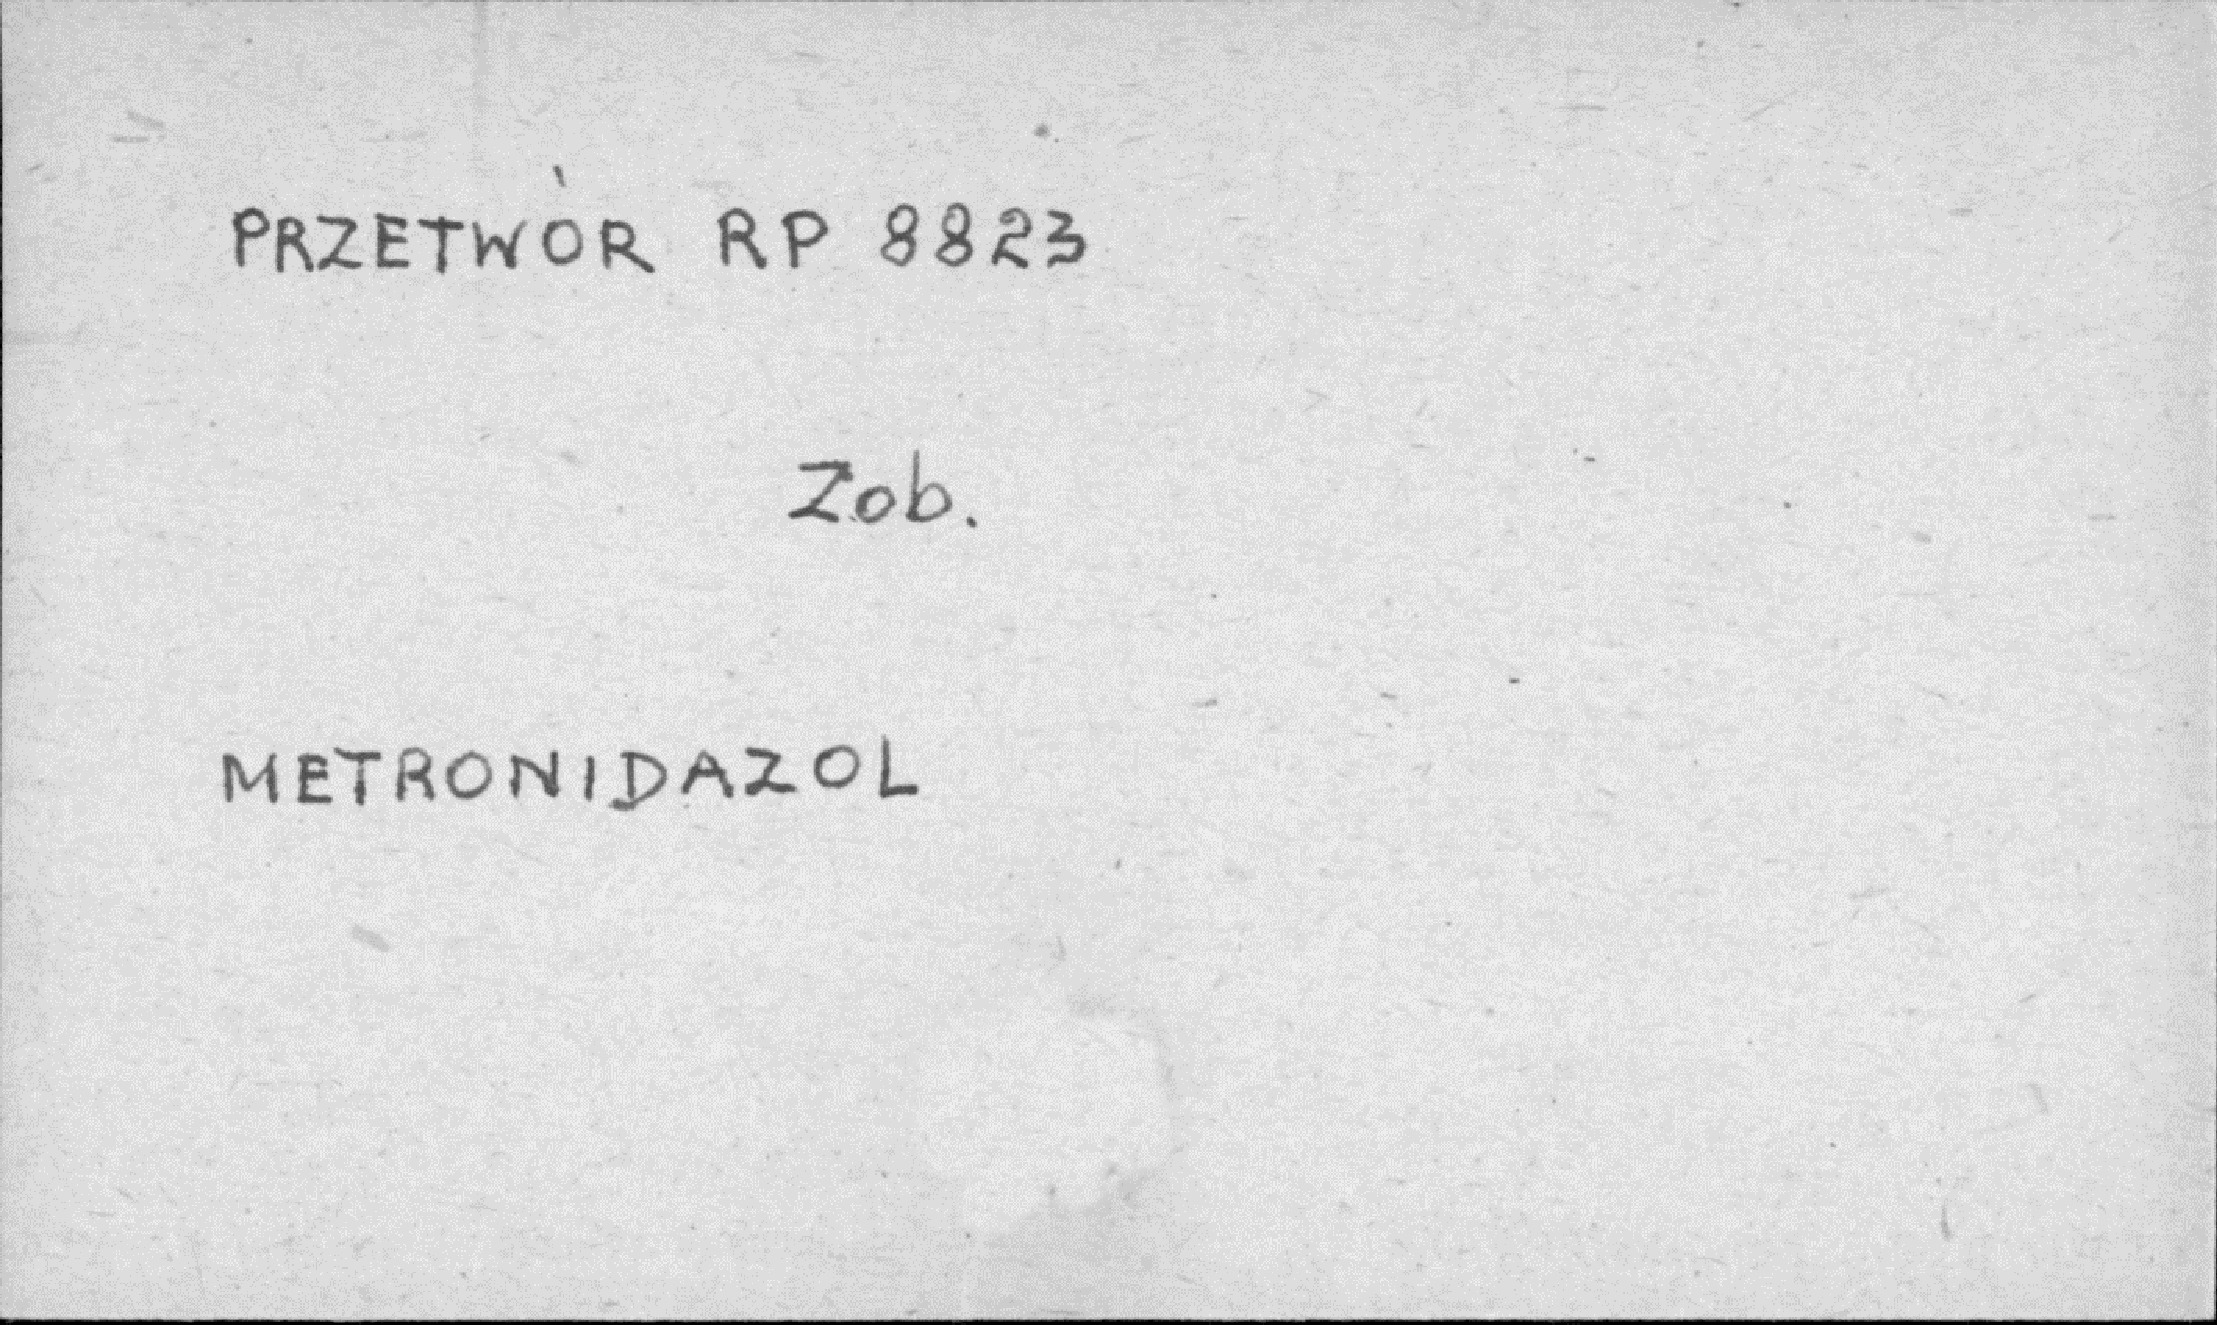 PRZETWÓR RP 8823
Zob.
METRONIDAZOL